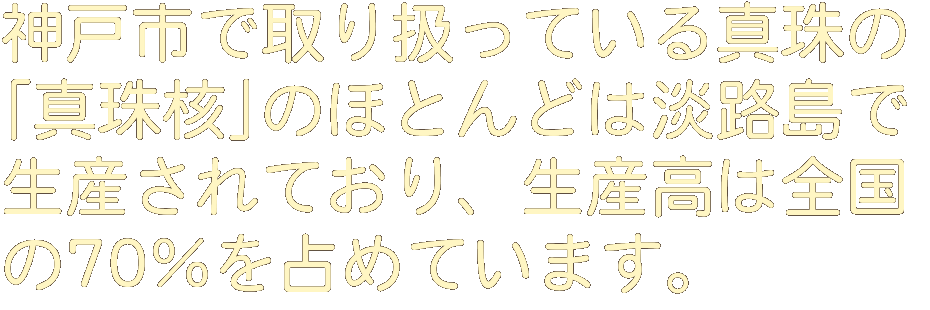 神戸市で取り扱っている真珠の
「真珠核」のほとんどは淡路島で
生産されており、生産高は全国
の70％を占めています。